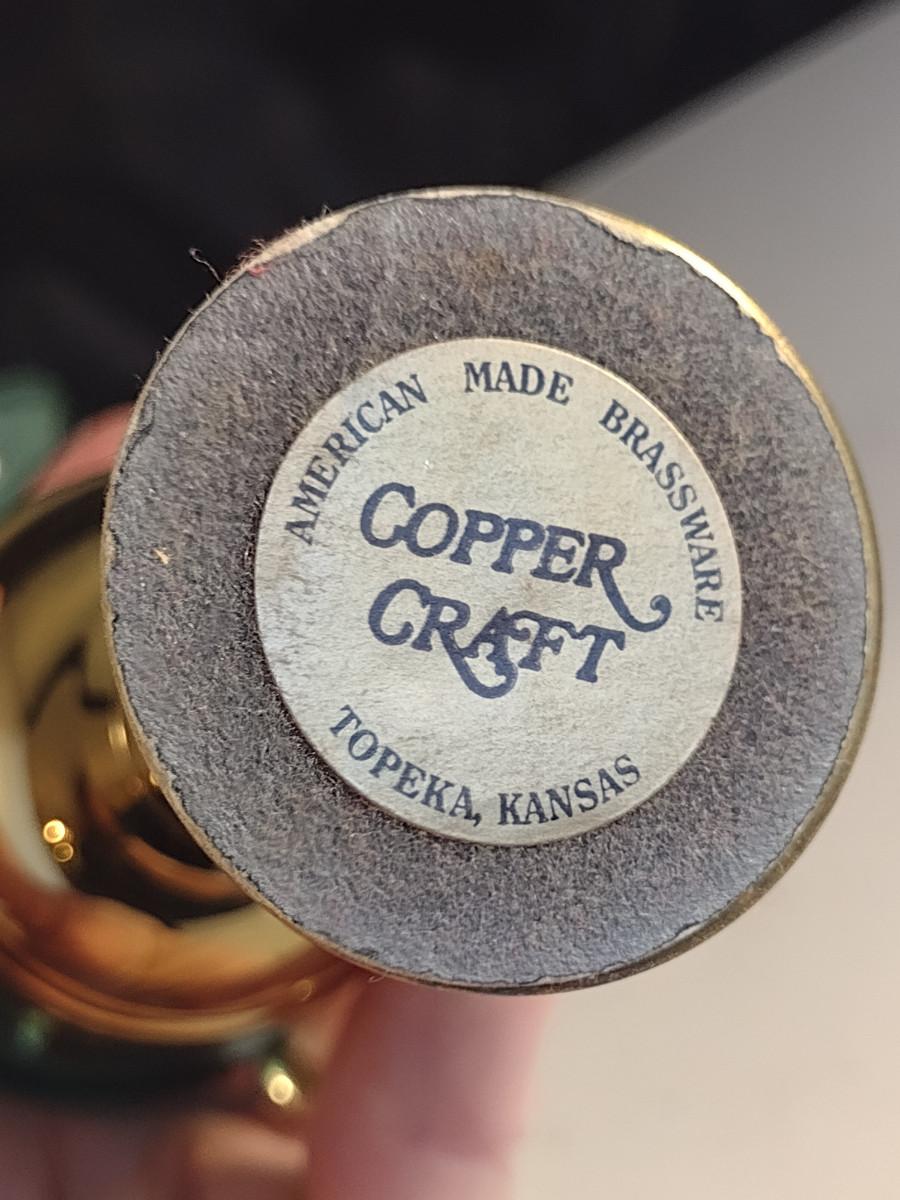 AMERICAN MADE BRASSWARE
COPPER
CRAFT
TOPEKA, KANSAS